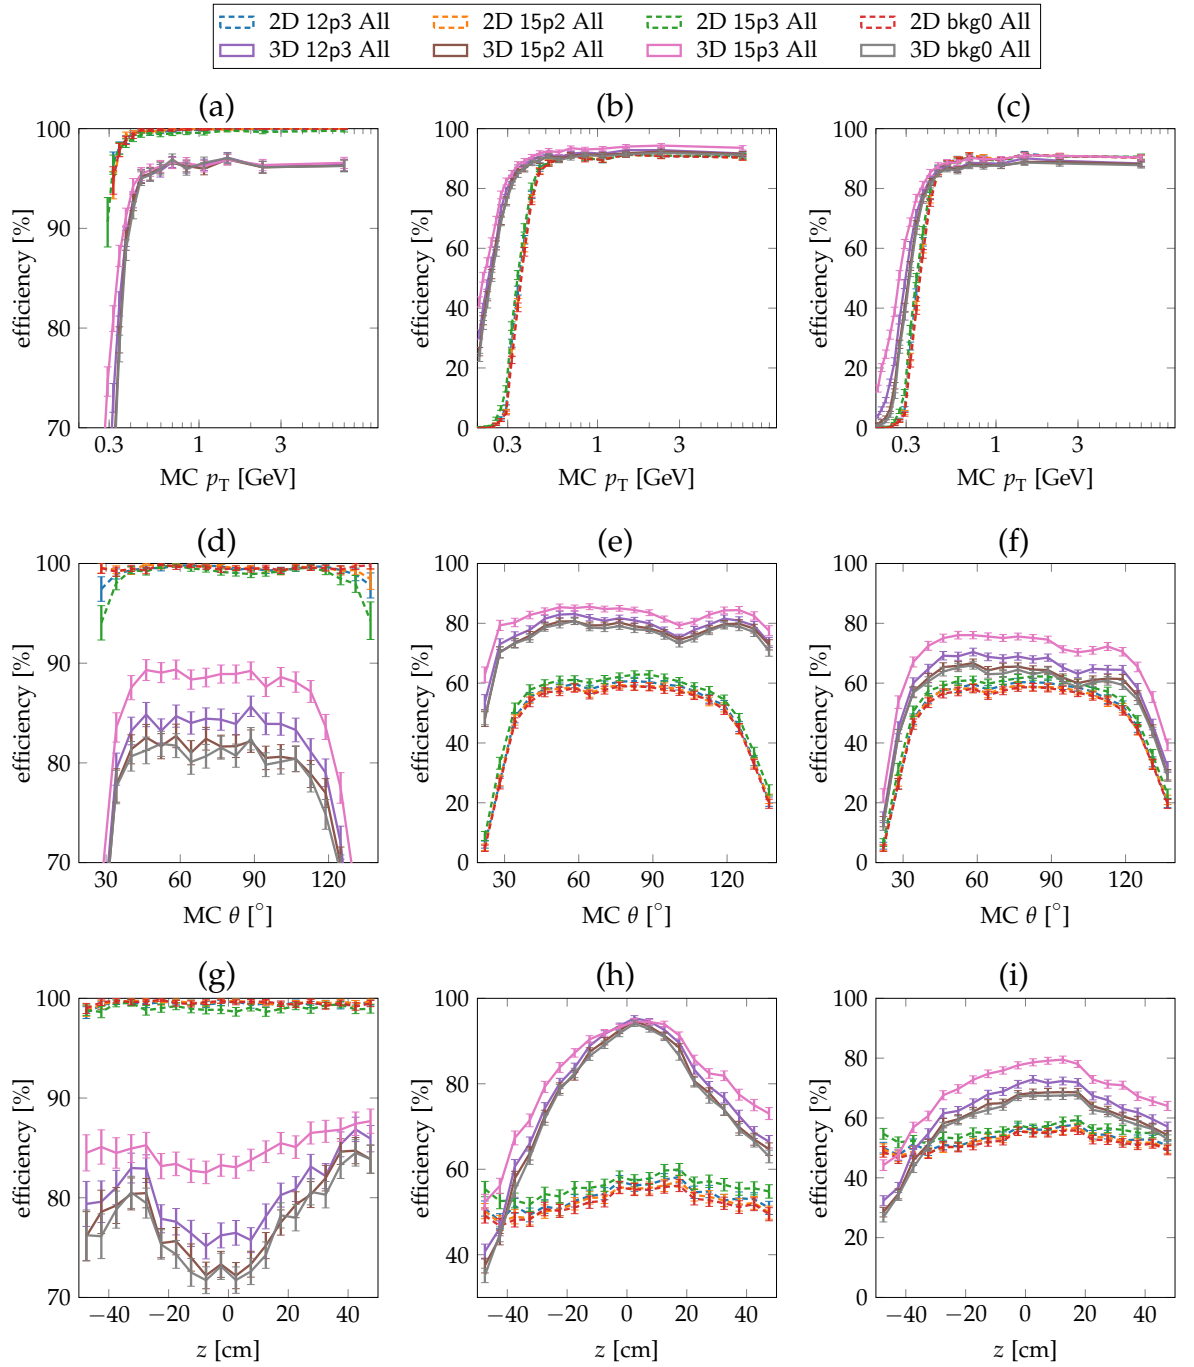 2D 12p3 All 2D 15p2 All 2D 15p3 All 2D bkg0 All
3D 12p3 All 3D 15p2 All 3D 15p3 All 3D bkg0 All
(a) (b) (c)
100 100 100
90 80 80
80 60 60
70 40 40
20 20
0 0
efficiency [%] efficiency [%] efficiency [%]
0.3 1 3 0.3 1 3 0.3 1 3
MC pT [GeV] MC pT [GeV] MC pT [GeV]
(d) (e) (f)
100 100 100
90 80 80
80 60 60
70 40 40
20 20
0 0
efficiency [%] efficiency [%] efficiency [%]
30 60 90 120 30 60 90 120 30 60 90 120
MC θ [°] MC θ [°] MC θ [°]
(g) (h) (i)
100 100 100
90 80 80
80 60 60
70 40 40
20
0
efficiency [%] efficiency [%] efficiency [%]
−40 −20 0 20 40 −40 −20 0 20 40 −40 −20 0 20 40
z [cm] z [cm] z [cm]